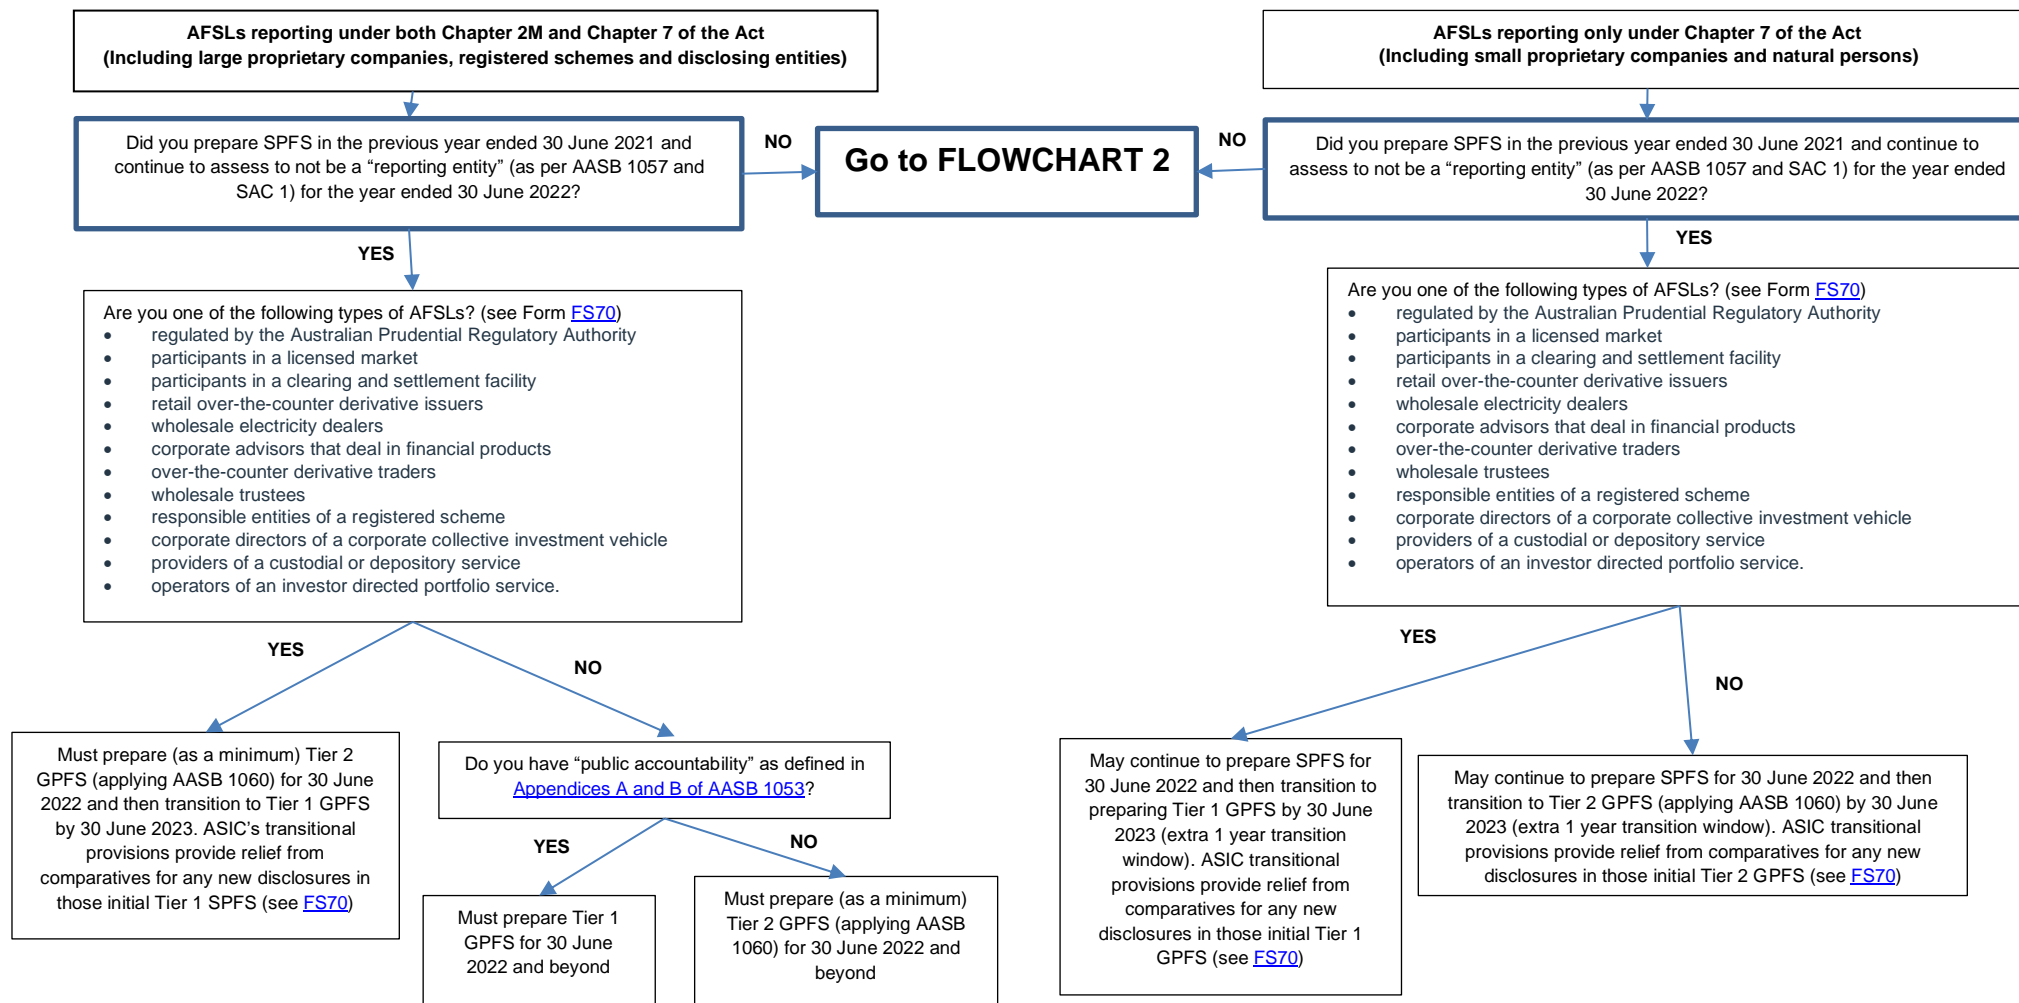 AFSLs reporting under both Chapter 2M and Chapter 7 of the Act
(Including large proprietary companies, registered schemes and disclosing entities)
AFSLs reporting only under Chapter 7 of the Act
(Including small proprietary companies and natural persons)
Did you prepare SPFS in the previous year ended 30 June 2021 and
continue to assess to not be a “reporting entity” (as per AASB 1057 and
SAC 1) for the year ended 30 June 2022?
NO
Go to FLOWCHART 2
NO
Did you prepare SPFS in the previous year ended 30 June 2021 and continue to
assess to not be a “reporting entity” (as per AASB 1057 and SAC 1) for the year ended
30 June 2022?
YES
YES
Are you one of the following types of AFSLs? (see Form FS70)
• regulated by the Australian Prudential Regulatory Authority
• participants in a licensed market
• participants in a clearing and settlement facility
• retail over-the-counter derivative issuers
• wholesale electricity dealers
• corporate advisors that deal in financial products
• over-the-counter derivative traders
• wholesale trustees
• responsible entities of a registered scheme
• corporate directors of a corporate collective investment vehicle
• providers of a custodial or depository service
• operators of an investor directed portfolio service.
Are you one of the following types of AFSLs? (see Form FS70)
• regulated by the Australian Prudential Regulatory Authority
• participants in a licensed market
• participants in a clearing and settlement facility
• retail over-the-counter derivative issuers
• wholesale electricity dealers
• corporate advisors that deal in financial products
• over-the-counter derivative traders
• wholesale trustees
• responsible entities of a registered scheme
• corporate directors of a corporate collective investment vehicle
• providers of a custodial or depository service
• operators of an investor directed portfolio service.
YES
NO
YES
NO
Must prepare (as a minimum) Tier 2
GPFS (applying AASB 1060) for 30 June
2022 and then transition to Tier 1 GPFS
by 30 June 2023. ASIC’s transitional
provisions provide relief from
comparatives for any new disclosures in
those initial Tier 1 SPFS (see FS70)
Do you have “public accountability” as defined in
Appendices A and B of AASB 1053?
YES
NO
Must prepare Tier 1
GPFS for 30 June
2022 and beyond
Must prepare (as a minimum)
Tier 2 GPFS (applying AASB
1060) for 30 June 2022 and
beyond
May continue to prepare SPFS for
30 June 2022 and then transition to
preparing Tier 1 GPFS by 30 June
2023 (extra 1 year transition
window). ASIC transitional
provisions provide relief from
comparatives for any new
disclosures in those initial Tier 1
GPFS (see FS70)
May continue to prepare SPFS for 30 June 2022 and then
transition to Tier 2 GPFS (applying AASB 1060) by 30 June
2023 (extra 1 year transition window). ASIC transitional
provisions provide relief from comparatives for any new
disclosures in those initial Tier 2 GPFS (see FS70)